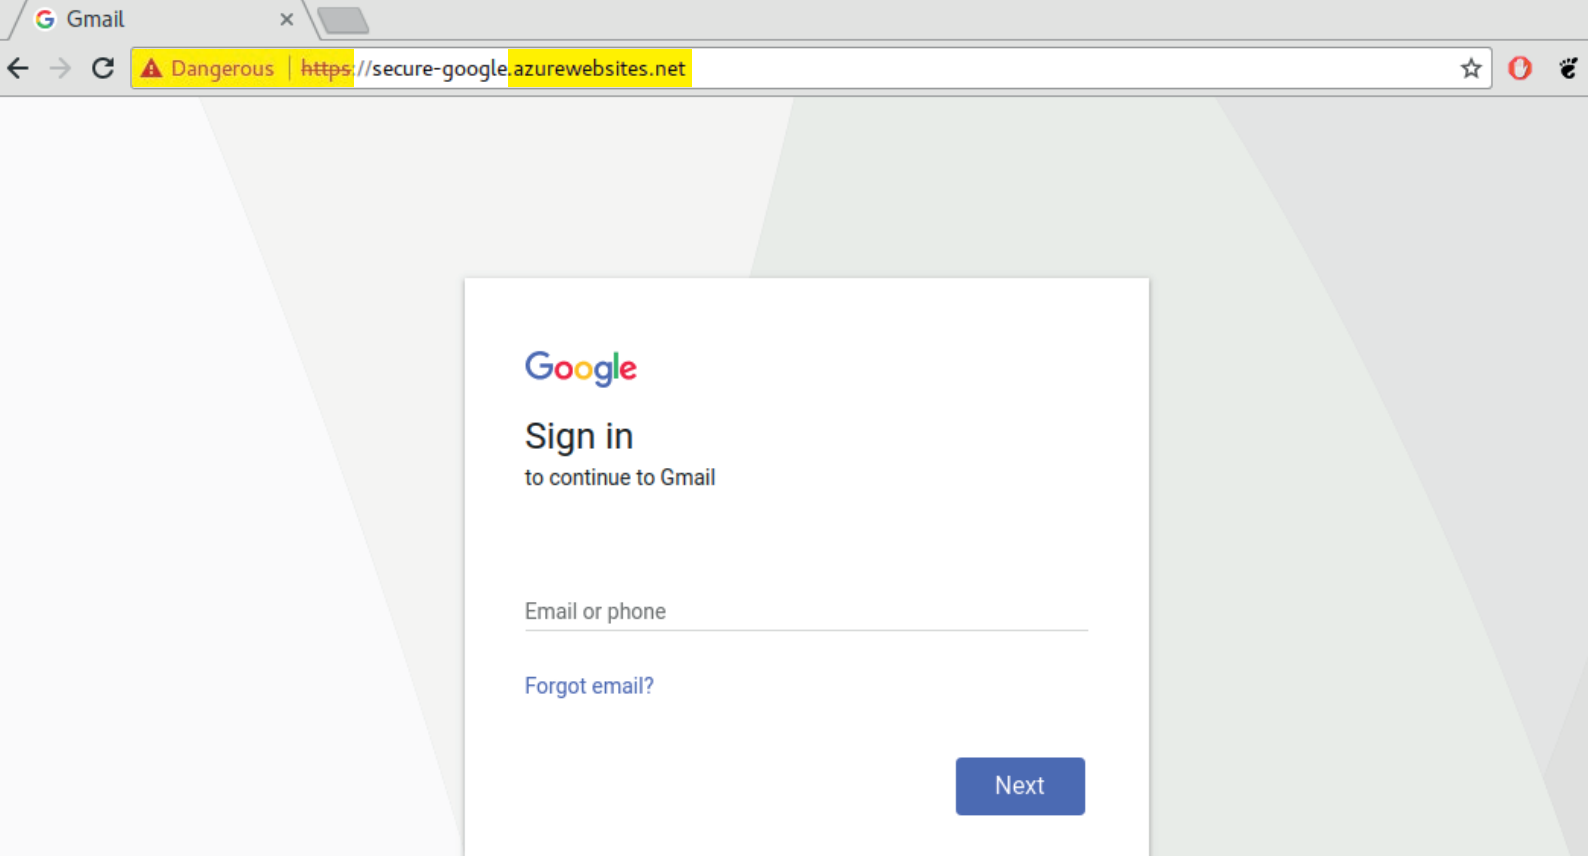 Gmail
Dangerous https://secure-google.azurewebsites.net
Google
Sign in
to continue to Gmail
Email or phone
Forgot email?
Next